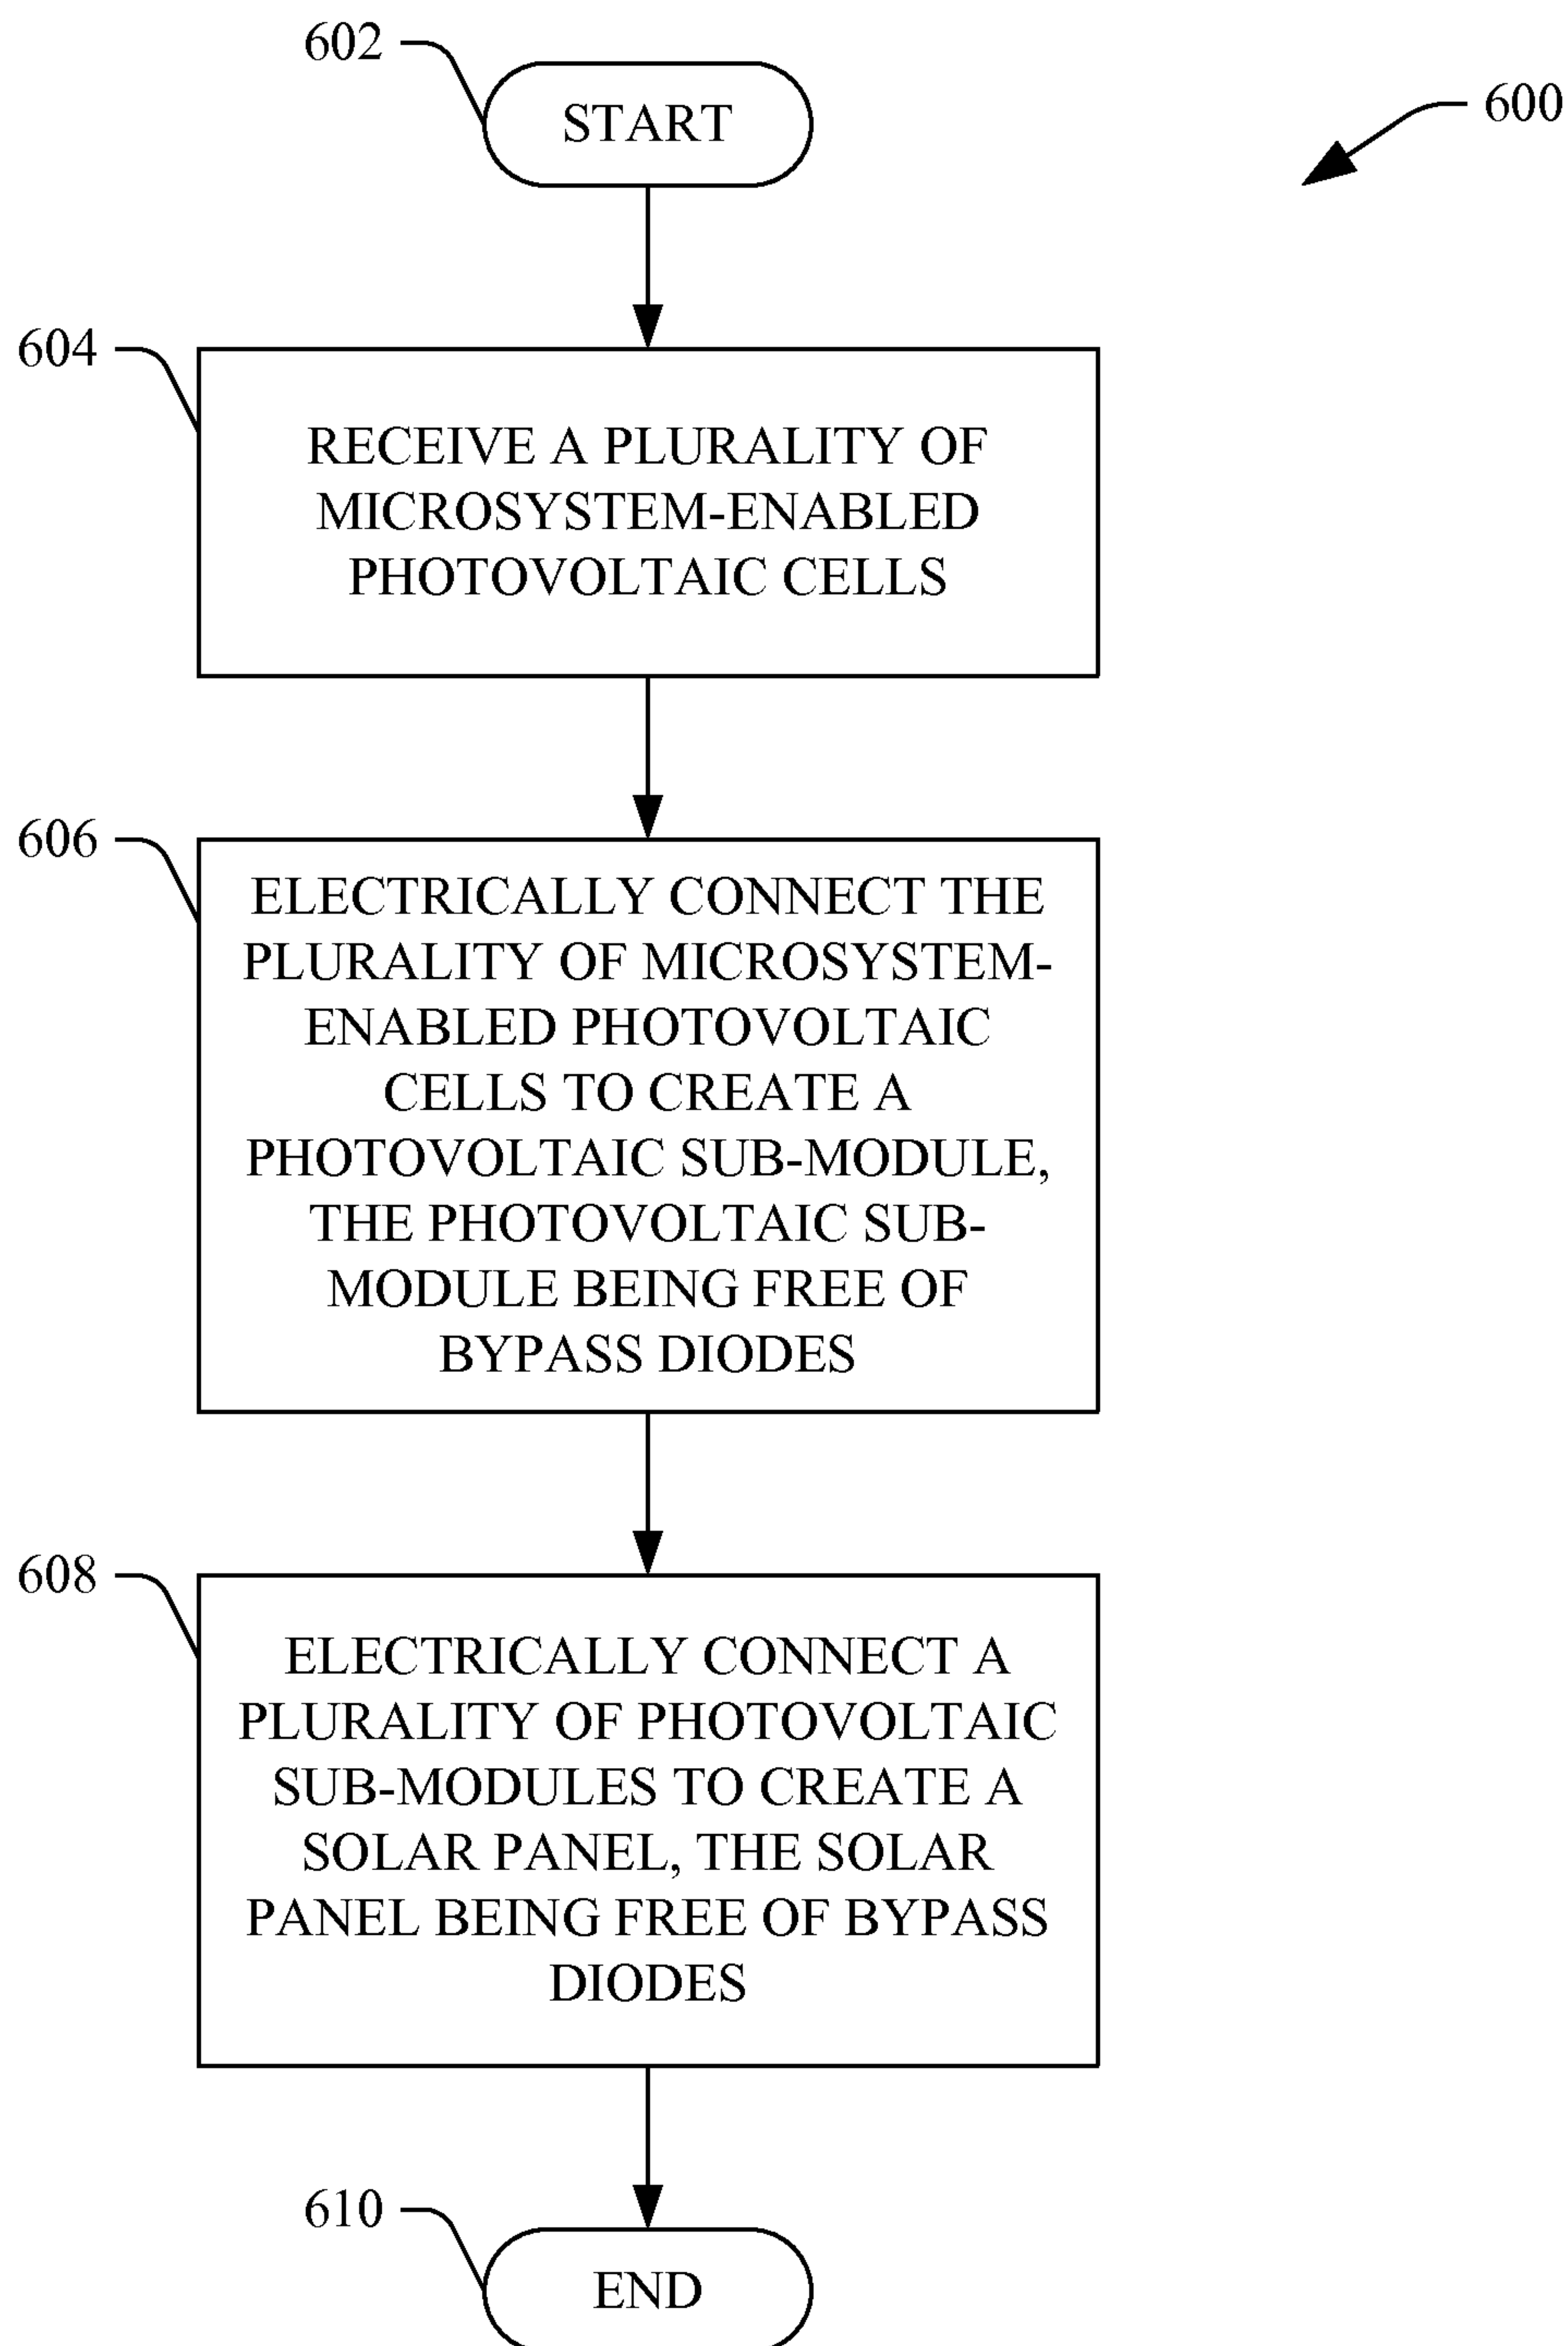 602
START
600
604
RECEIVE A PLURALITY OF
MICROSYSTEM-ENABLED
PHOTOVOLTAIC CELLS
606
ELECTRICALLY CONNECT THE
PLURALITY OF MICROSYSTEM-
ENABLED PHOTOVOLTAIC
CELLS TO CREATE A
PHOTOVOLTAIC SUB-MODULE,
THE PHOTOVOLTAIC SUB-
MODULE BEING FREE OF
BYPASS DIODES
608
ELECTRICALLY CONNECT A
PLURALITY OF PHOTOVOLTAIC
SUB-MODULES TO CREATE A
SOLAR PANEL, THE SOLAR
PANEL BEING FREE OF BYPASS
DIODES
610
END